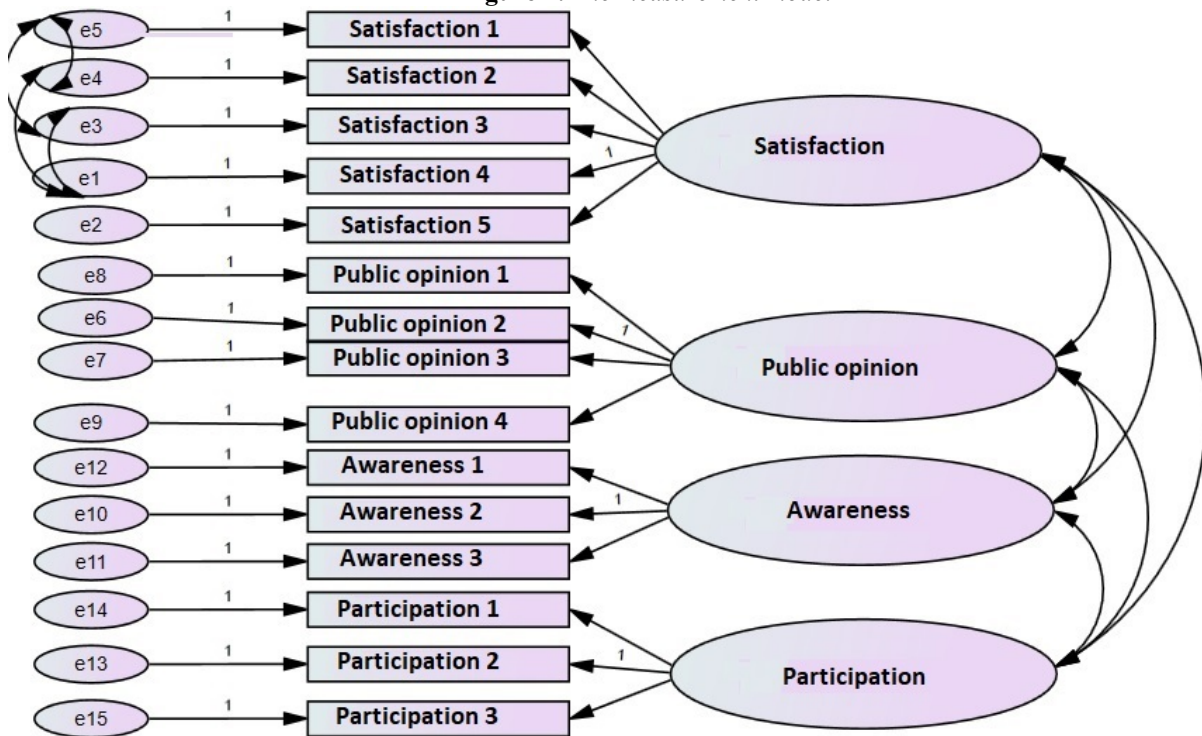 e5 1 Satisfaction 1
e4 1 Satisfaction 2
e3 1 Satisfaction 3
e1 1 Satisfaction 4 1
Satisfaction
e2 1 Satisfaction 5
e8 1 Public opinion 1
e6 1 Public opinion 2 1
e7 1 Public opinion 3
Public opinion
e9 1 Public opinion 4
e12 1 Awareness 1
e10 1 Awareness 2 1
Awareness
e11 1 Awareness 3
e14 1 Participation 1
e13 1 Participation 2 1
Participation
e15 1 Participation 3